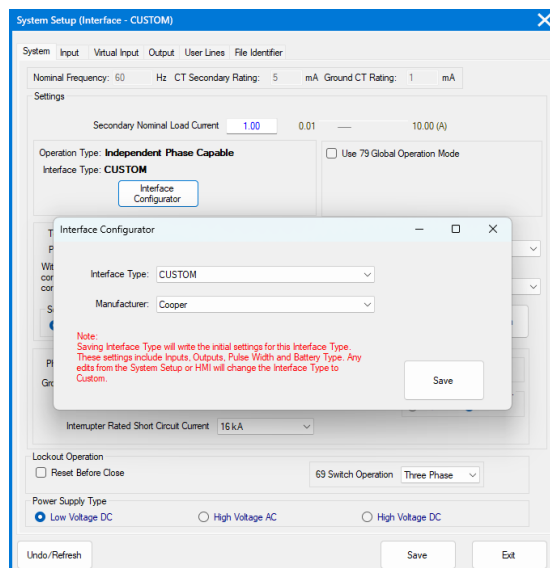 System Setup (Interface - CUSTOM)
System Input Virtual Input Output User Lines File Identifier
Nominal Frequency: 60 Hz CT Secondary Rating: 5 mA Ground CT Rating: 1 mA
Settings
Secondary Nominal Load Current 1.00 0.01 — 10.00 (A)
Operation Type: Independent Phase Capable
Use 79 Global Operation Mode
Interface Type: CUSTOM
Interface
Configurator
Interface Configurator
Interface Type: CUSTOM
Manufacturer: Cooper
Note:
Saving Interface Type will write the initial settings for this Interface Type.
These settings include Inputs, Outputs, Pulse Width and Battery Type. Any
edits from the System Setup or HMI will change the Interface Type to
Custom.
Save
Interrupter Rated Short Circuit Current 16 kA
Lockout Operation
Reset Before Close
69 Switch Operation Three Phase
Power Supply Type
Low Voltage DC High Voltage AC High Voltage DC
Undo/Refresh Save Exit